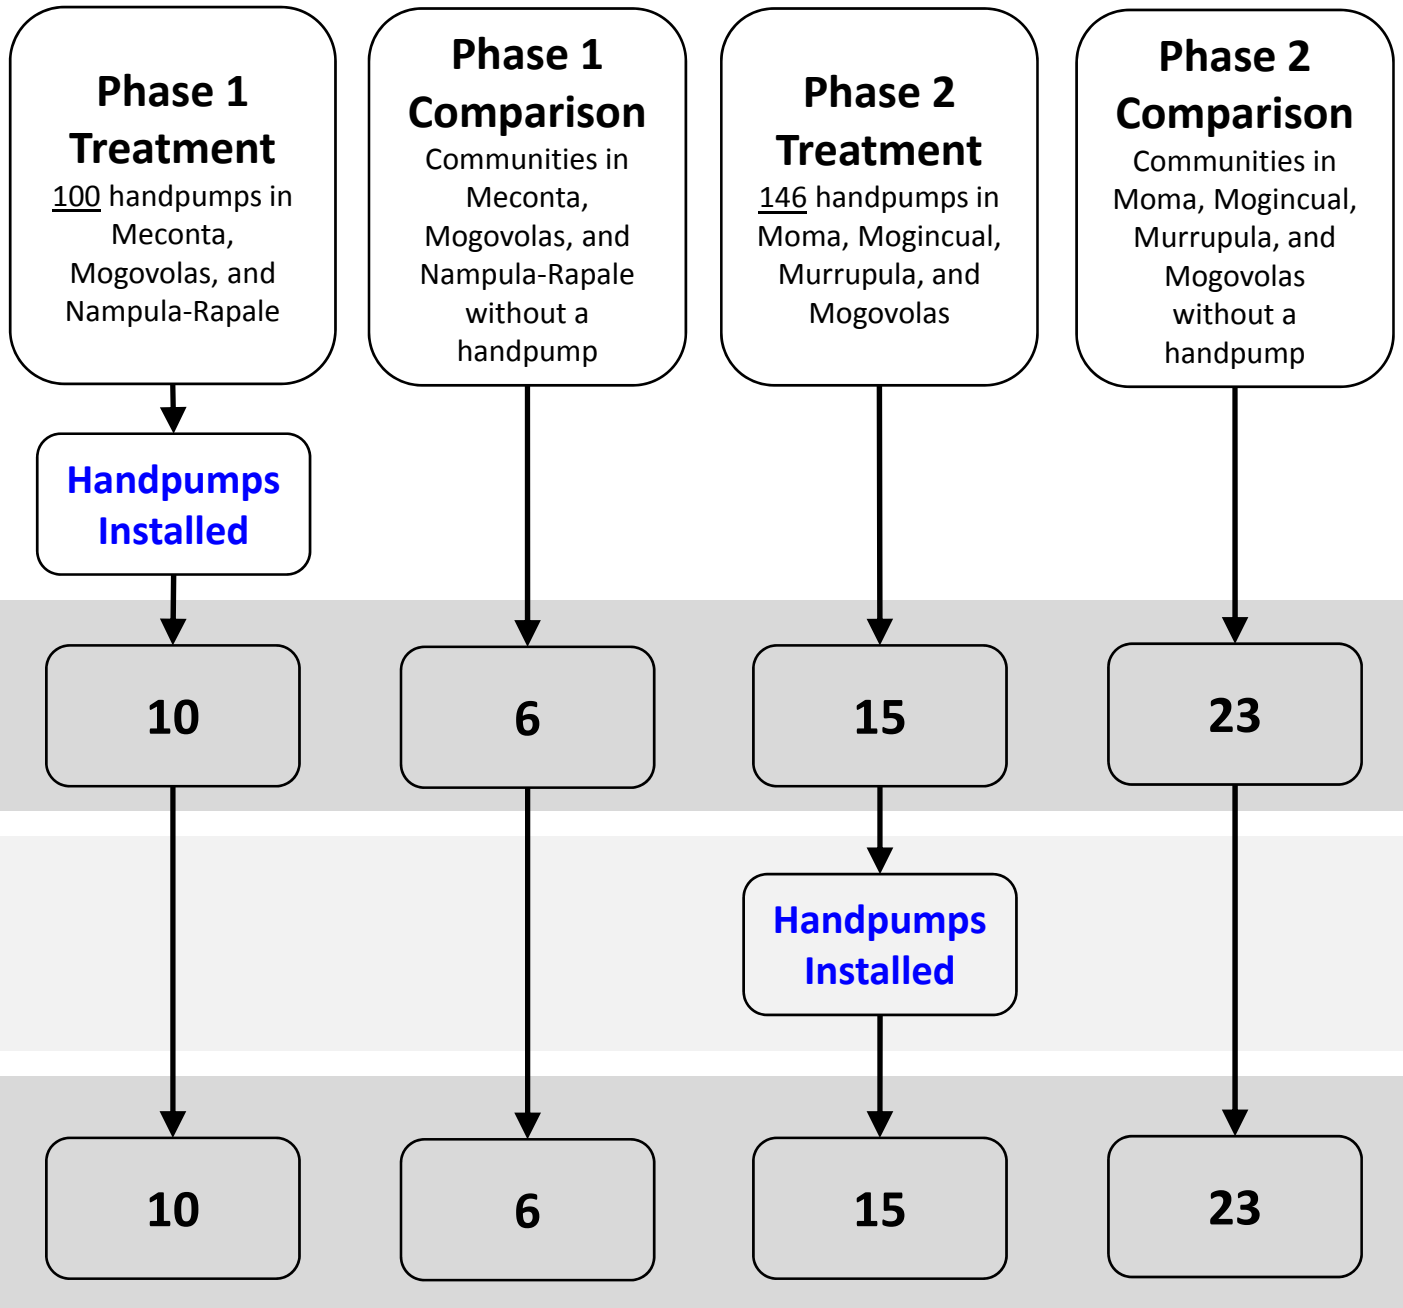 Phase 1
Treatment
100 handpumps in
Meconta,
Mogovolas, and
Nampula-Rapale
Phase 1
Comparison
Communities in
Meconta,
Mogovolas, and
Nampula-Rapale
without a
handpump
Phase 2
Treatment
146 handpumps in
Moma, Mogincual,
Murrupula, and
Mogovolas
Phase 2
Comparison
Communities in
Moma, Mogincual,
Murrupula, and
Mogovolas
without a
handpump
Handpumps
Installed
10
6
15
23
Handpumps
Installed
10
6
15
23